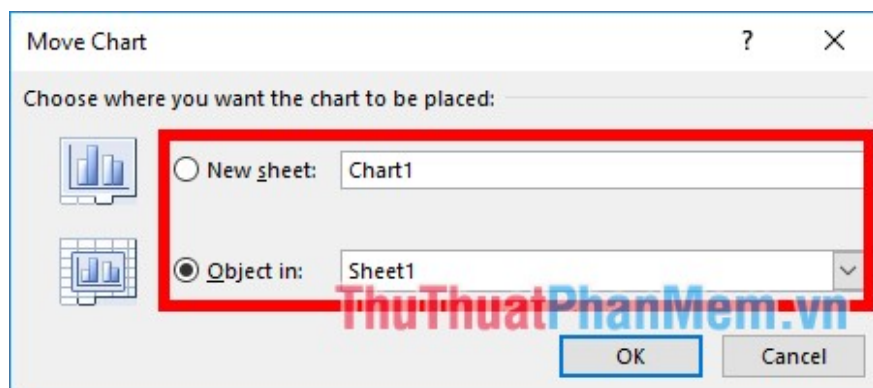 Move Chart ?
Choose where you want the chart to be placed:
New sheet: Chart1
Object in: Sheet1
ThuThuatPhanMem.vn
OK Cancel